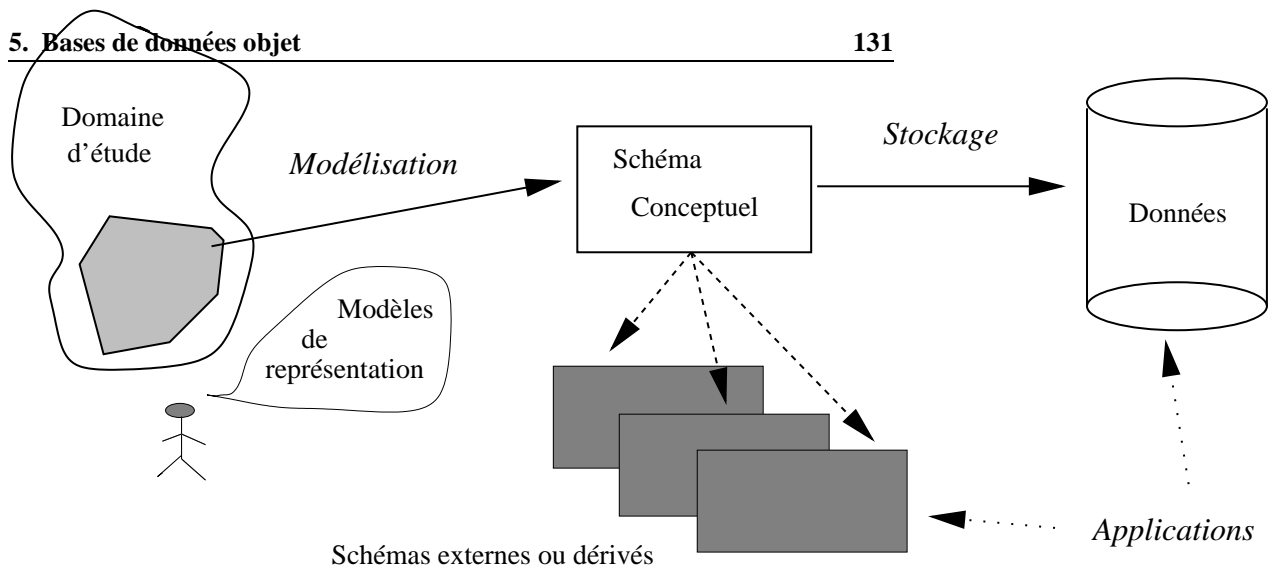 5. Bases de données objet 131
Domaine
d'étude
Modélisation
Schéma
Conceptuel
Stockage
Données
Modèles
de
représentation
Applications
Schémas externes ou dérivés